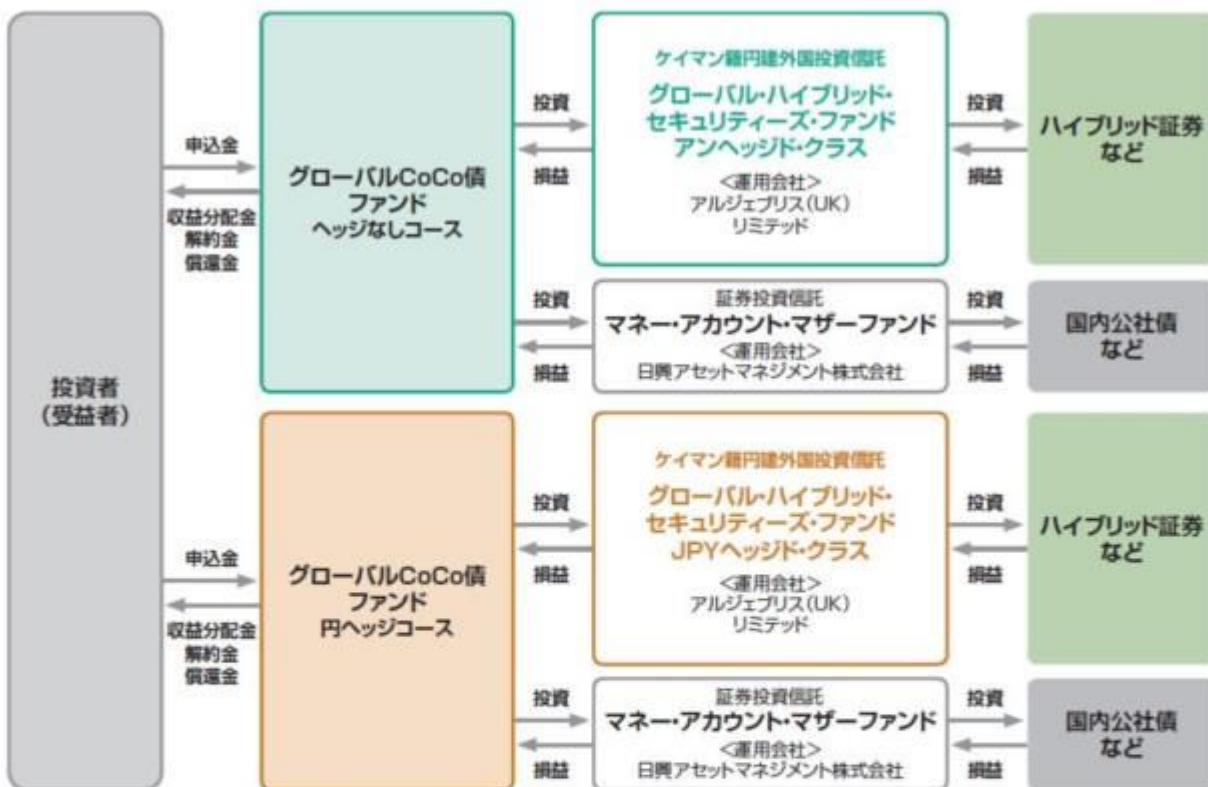 投資者
（受益者）
申込金
収益分配金
解約金
償還金
グローバルCoCo債
ファンド
ヘッジなしコース
投資
損益
ケイマン籍円建外国投資信託
グローバル・ハイブリッド・
セキュリティーズ・ファンド
アンヘッジド・クラス
＜運用会社＞
アルジェブリス（UK）
リミテッド
投資
損益
ハイブリッド証券
など
投資
損益
証券投資信託
マネー・アカウント・マザーファンド
＜運用会社＞
日興アセットマネジメント株式会社
投資
損益
国内公社債
など
申込金
収益分配金
解約金
償還金
グローバルCoCo債
ファンド
円ヘッジコース
投資
損益
ケイマン籍円建外国投資信託
グローバル・ハイブリッド・
セキュリティーズ・ファンド
JPYヘッジド・クラス
＜運用会社＞
アルジェブリス（UK）
リミテッド
投資
損益
ハイブリッド証券
など
投資
損益
証券投資信託
マネー・アカウント・マザーファンド
＜運用会社＞
日興アセットマネジメント株式会社
投資
損益
国内公社債
など